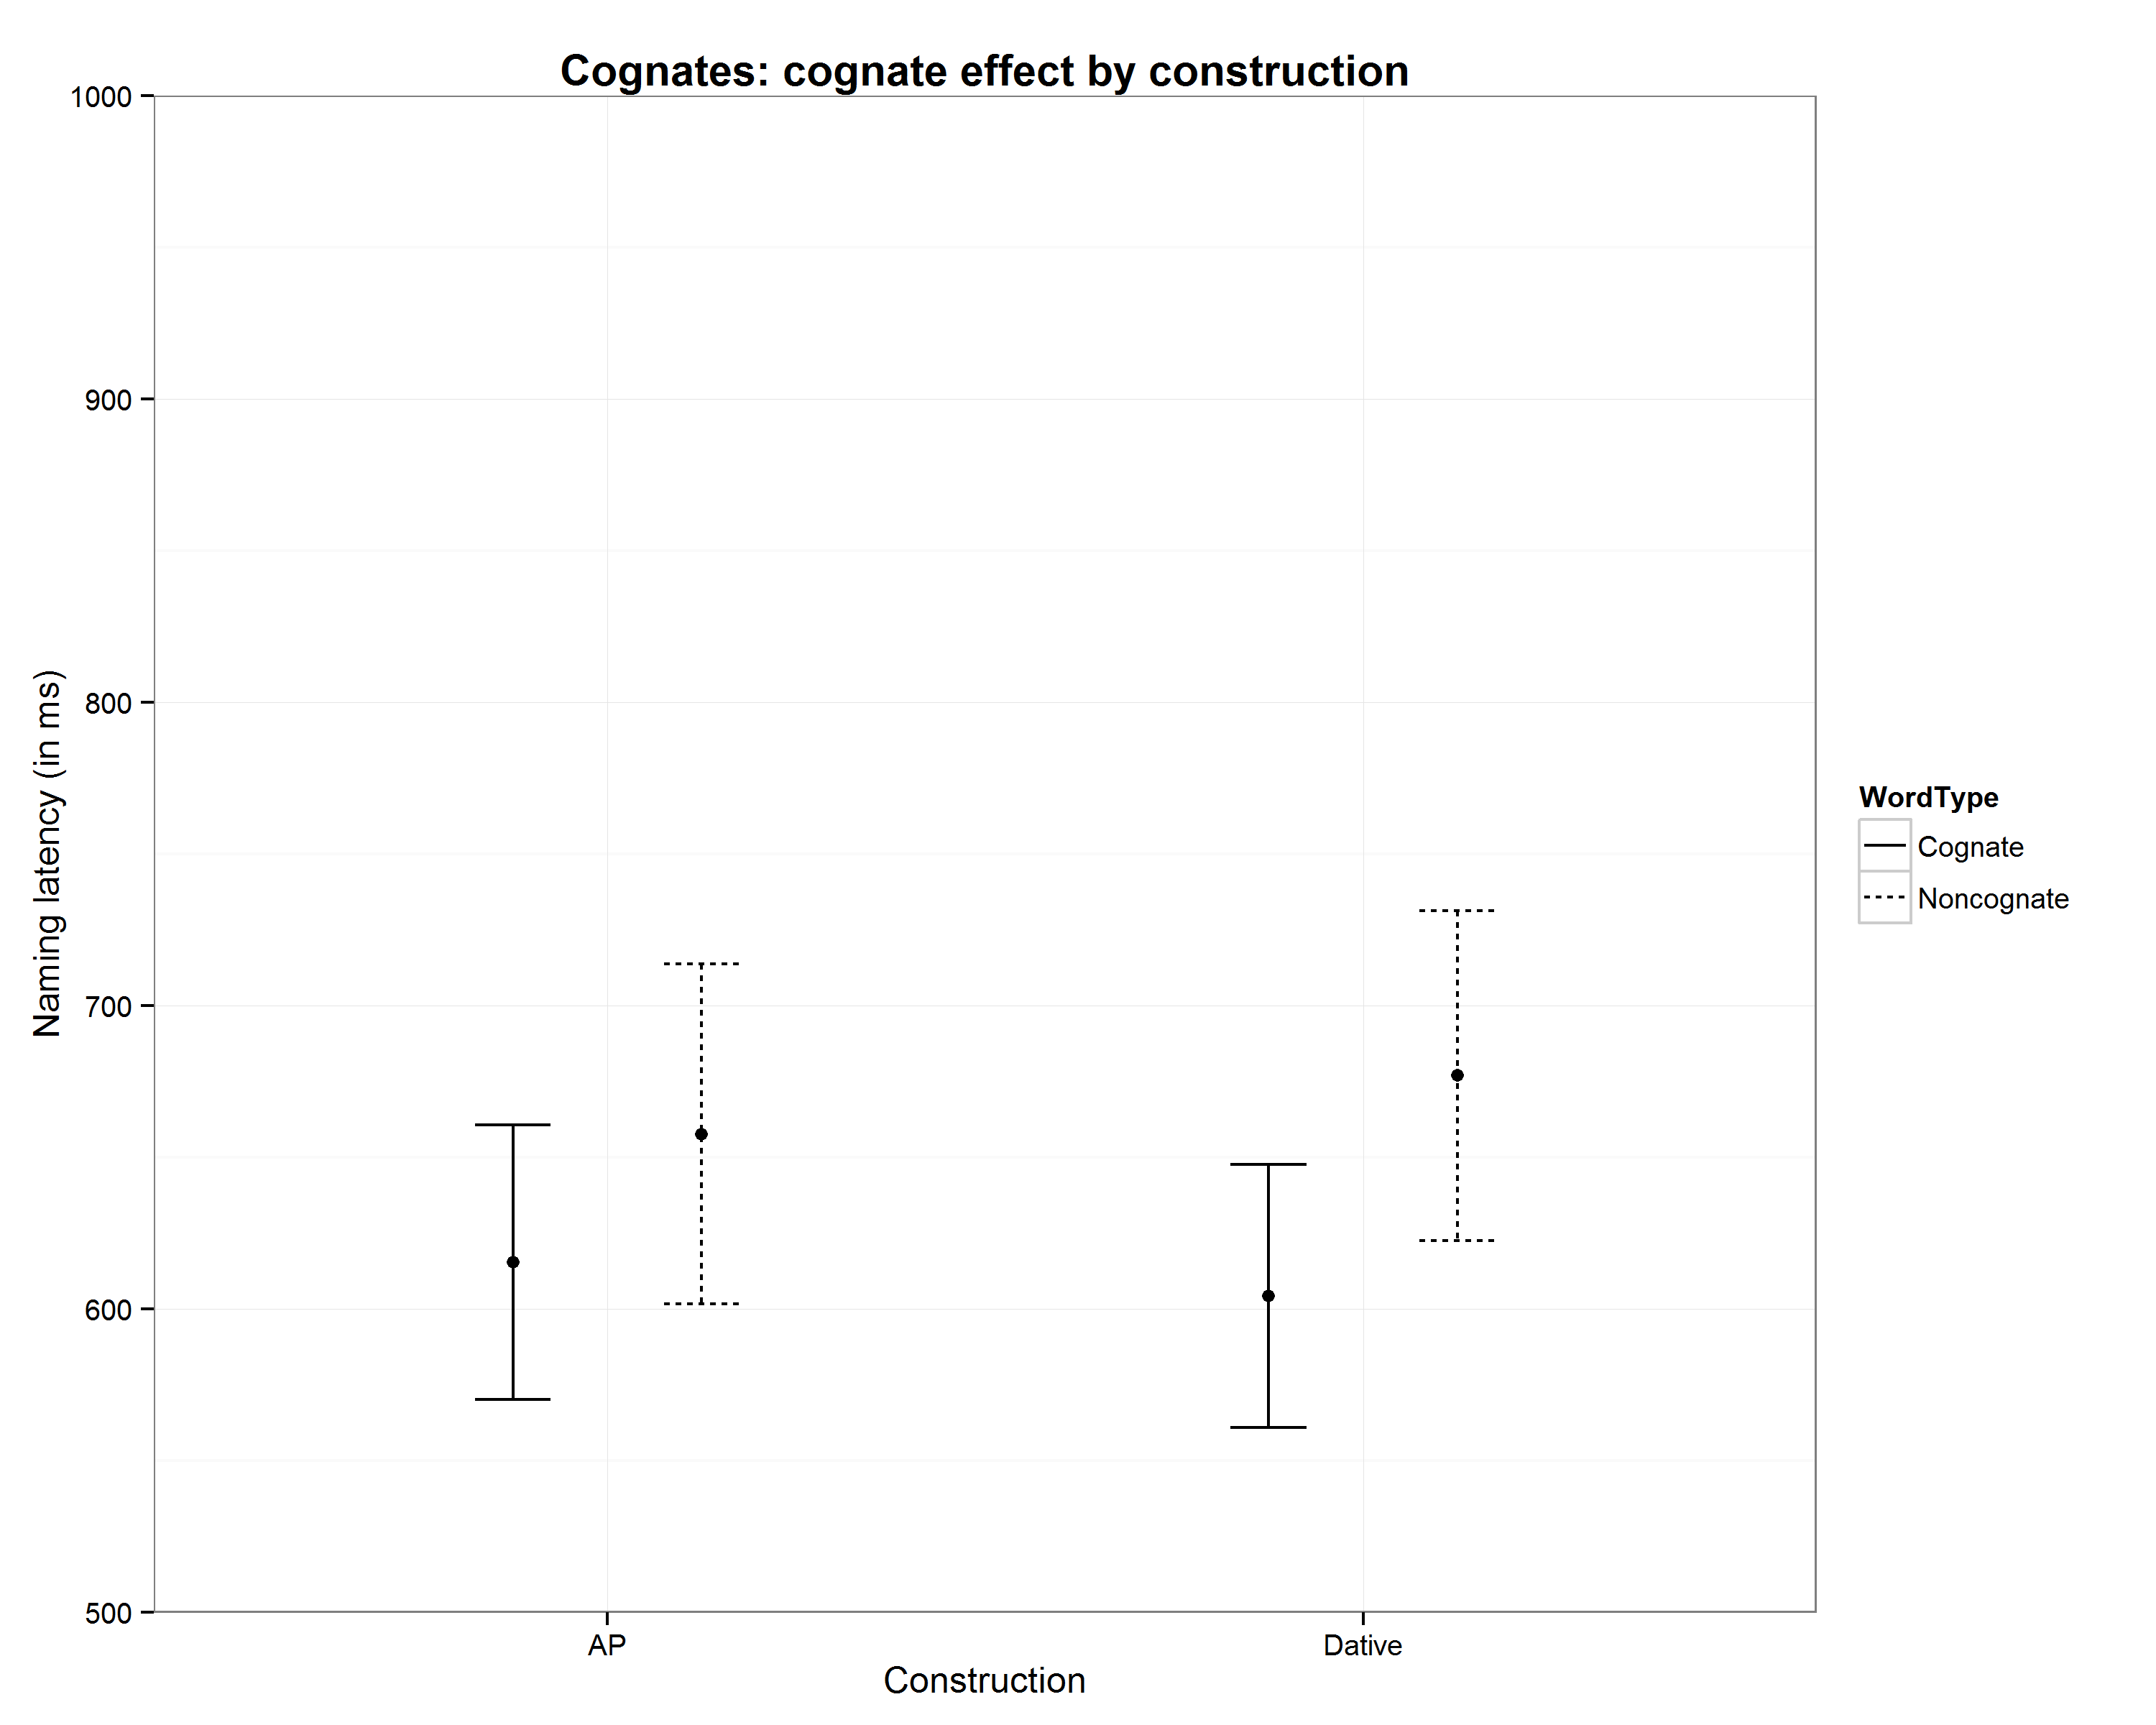 Cognates: cognate effect by construction
1000
900
800
700
600
500
Naming latency (in ms)
AP
Dative
Construction
WordType
Cognate
Noncognate